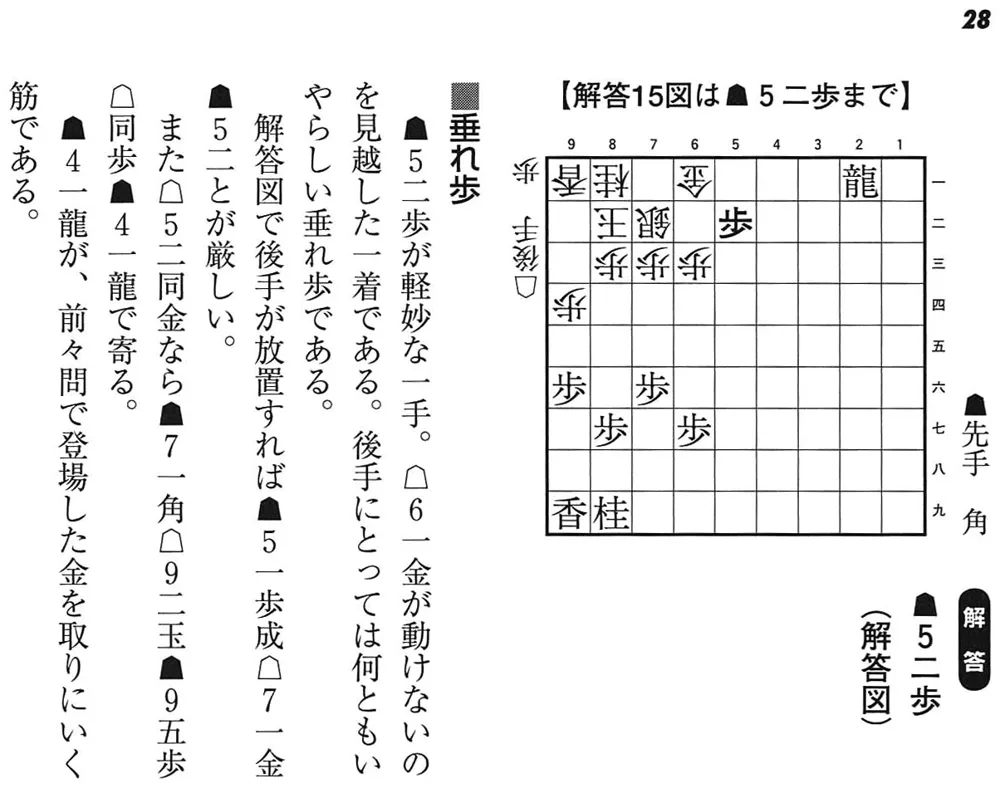 28
解答
☗5二歩
(解答図)
【解答15図は☗5二歩まで】
9 8 7 6 5 4 3 2 1
香 桂 金 龍 一
王 銀 歩 二
歩 歩 歩 三
歩 四
五
歩 歩 六
歩 歩 七
八
香 桂 九
☗先手 角
☖後手 歩
垂れ歩
☗5二歩が軽妙な一手。☖6一金が動けないの
を見越した一着である。後手にとっては何ともい
やらしい垂れ歩である。
解答図で後手が放置すれば☗5一歩成☖7一金
☗5二とが厳しい。
また☖5二同金なら☗7一角☖9二玉☗9五歩
☖同歩☗4一龍で寄る。
☗4一龍が、前々問で登場した金を取りにいく
筋である。